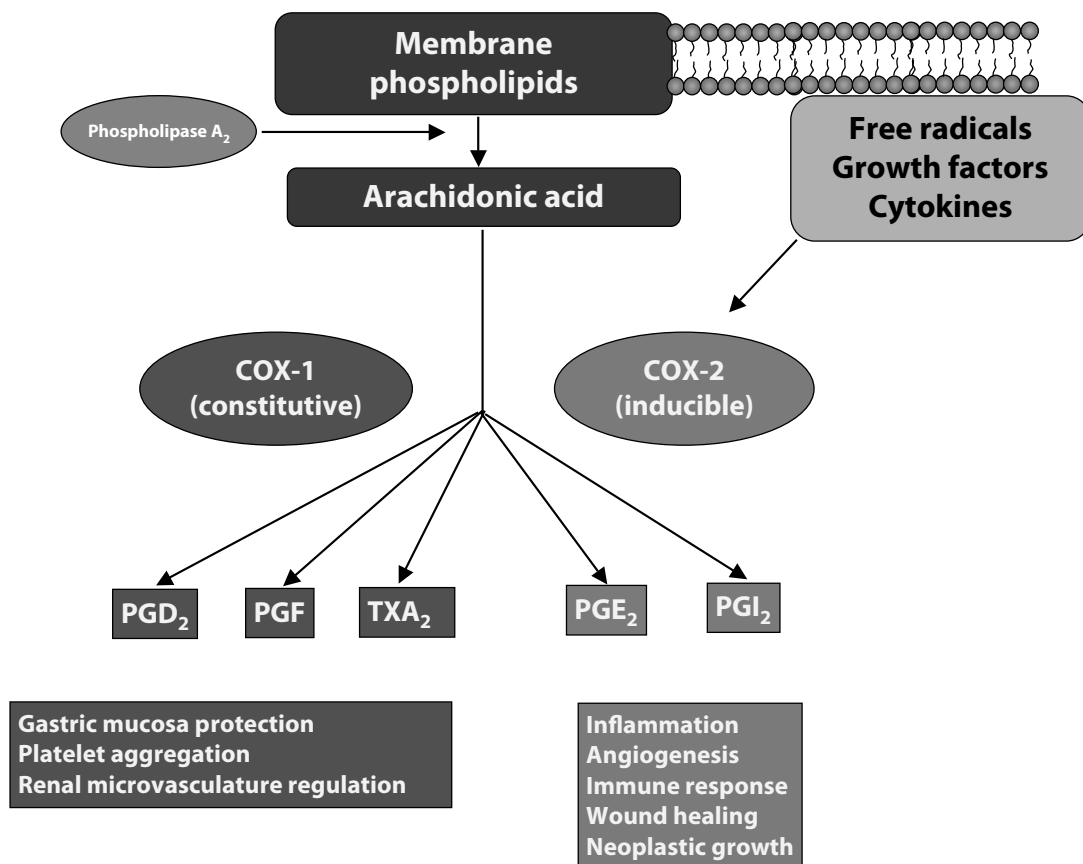 Membrane
phospholipids
Phospholipase A₂
Free radicals
Growth factors
Cytokines
Arachidonic acid
COX-1
(constitutive)
COX-2
(inducible)
PGD₂
PGF
TXA₂
PGE₂
PGI₂
Gastric mucosa protection
Platelet aggregation
Renal microvasculature regulation
Inflammation
Angiogenesis
Immune response
Wound healing
Neoplastic growth